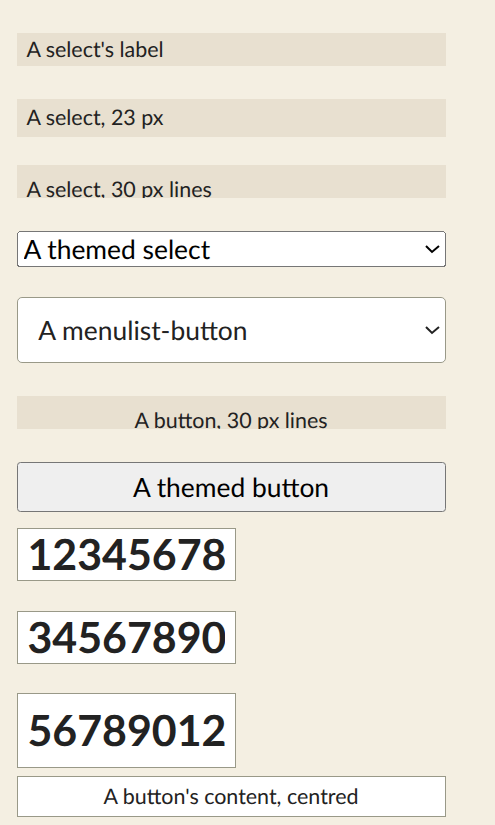 A select's label
A select, 23 px
A select, 30 px lines
A themed select
A menulist-button
A button, 30 px lines
A themed button
12345678
34567890
56789012
A button's content, centred